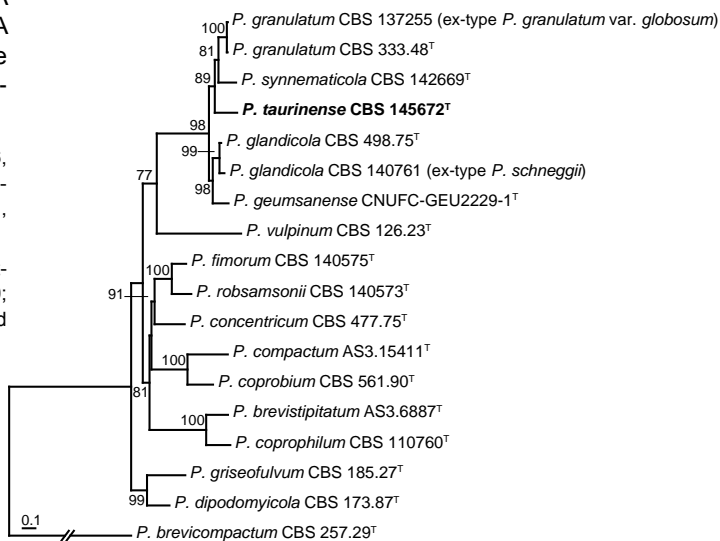 A
A
e
-
100
P. granulatum CBS 137255 (ex-type P. granulatum var. globosum)
81
P. granulatum CBS 333.48ᵀ
89
P. synnematicola CBS 142669ᵀ
P. taurinense CBS 145672ᵀ
98
P. glandicola CBS 498.75ᵀ
99
,
-
,
P. glandicola CBS 140761 (ex-type P. schneggii)
77
98
P. geumsanense CNUFC-GEU2229-1ᵀ
P. vulpinum CBS 126.23ᵀ
-
;
d
P. fimorum CBS 140575ᵀ
100
91
P. robsamsonii CBS 140573ᵀ
P. concentricum CBS 477.75ᵀ
P. compactum AS3.15411ᵀ
100
P. coprobium CBS 561.90ᵀ
81
P. brevistipitatum AS3.6887ᵀ
100
P. coprophilum CBS 110760ᵀ
P. griseofulvum CBS 185.27ᵀ
99
P. dipodomyicola CBS 173.87ᵀ
0.1
P. brevicompactum CBS 257.29ᵀ